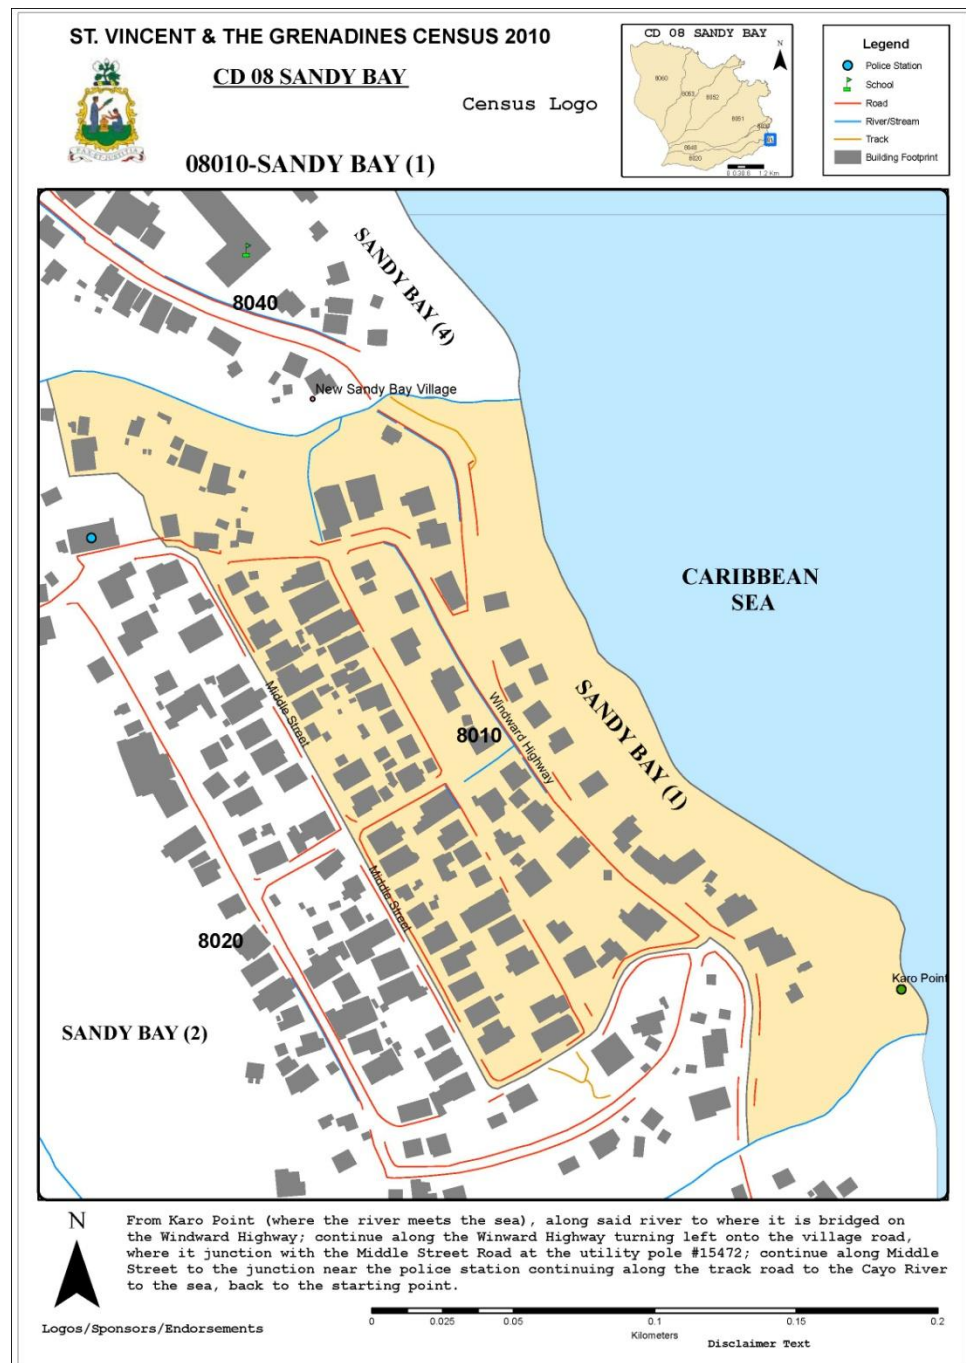 ST. VINCENT & THE GRENADINES CENSUS 2010
CD 08 SANDY BAY
Census Logo
08010-SANDY BAY (1)
CD 08 SANDY BAY
N
8060
8052
8051
8020
1.2 Km
Legend
Police Station
School
Road
River/Stream
Track
Building Footprint
SANDY BAY (4)
8040
New Sandy Bay Village
CARIBBEAN
SEA
Middle Street
Windward Highway
8010
SANDY BAY (1)
Middle Street
8020
Karo Point
SANDY BAY (2)
N
From Karo Point (where the river meets the sea), along said river to where it is bridged on
the Windward Highway; continue along the Winward Highway turning left onto the village road,
where it junction with the Middle Street Road at the utility pole #15472; continue along Middle
Street to the junction near the police station continuing along the track road to the Cayo River
to the sea, back to the starting point.
0 0.025 0.05 0.1 0.15 0.2
Kilometers
Logos/Sponsors/Endorsements
Disclaimer Text